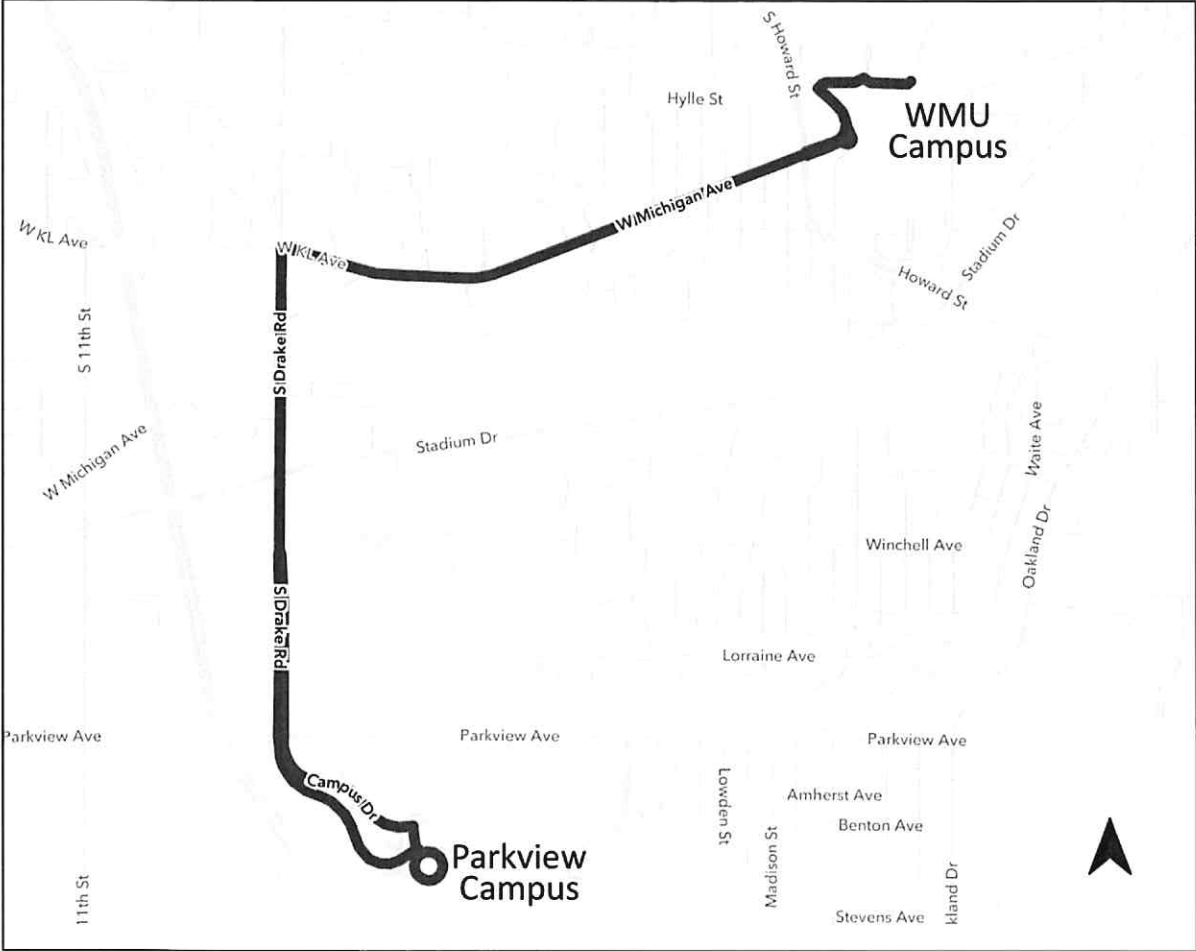 S Howard St
Hylle St
WMU
Campus
W Michigan Ave
W KL Ave
W KL Ave
Stadium Dr
Howard St
S 11th St
S Drake Rd
W Michigan Ave
Stadium Dr
Waite Ave
Winchell Ave
Oakland Dr
S Drake Rd
Lorraine Ave
Parkview Ave
Parkview Ave
Parkview Ave
Campus Dr
Lowden St
Amherst Ave
Benton Ave
Madison St
Parkview
Campus
11th St
kland Dr
Stevens Ave